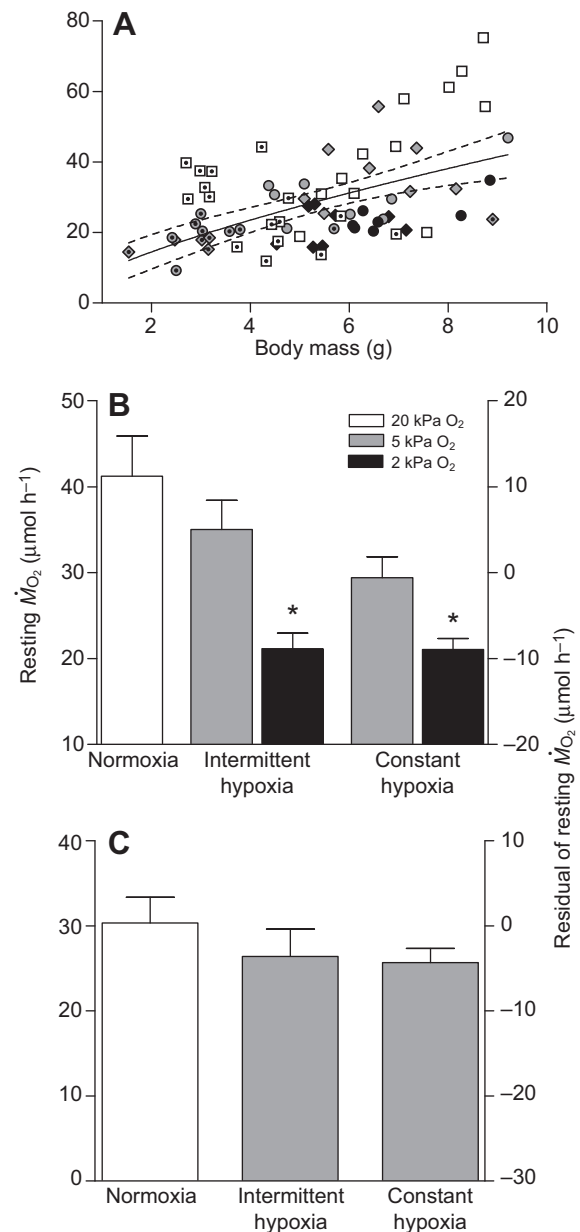 A
80
60
40
20
0
2 4 6 8 10
Body mass (g)
B
50
40
30
20
10
20
10
0
–10
–20
20 kPa O₂
5 kPa O₂
2 kPa O₂
* *
Resting ṀO₂ (μmol h⁻¹)
Normoxia Intermittent hypoxia Constant hypoxia
Residual of resting ṀO₂ (μmol h⁻¹)
C
40
30
20
10
0
10
0
–10
–20
–30
Normoxia Intermittent hypoxia Constant hypoxia